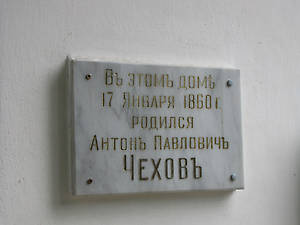 Въ этомъ домѣ
17 Января 1860 г.
родился
Антонъ Павловичъ
Чеховъ